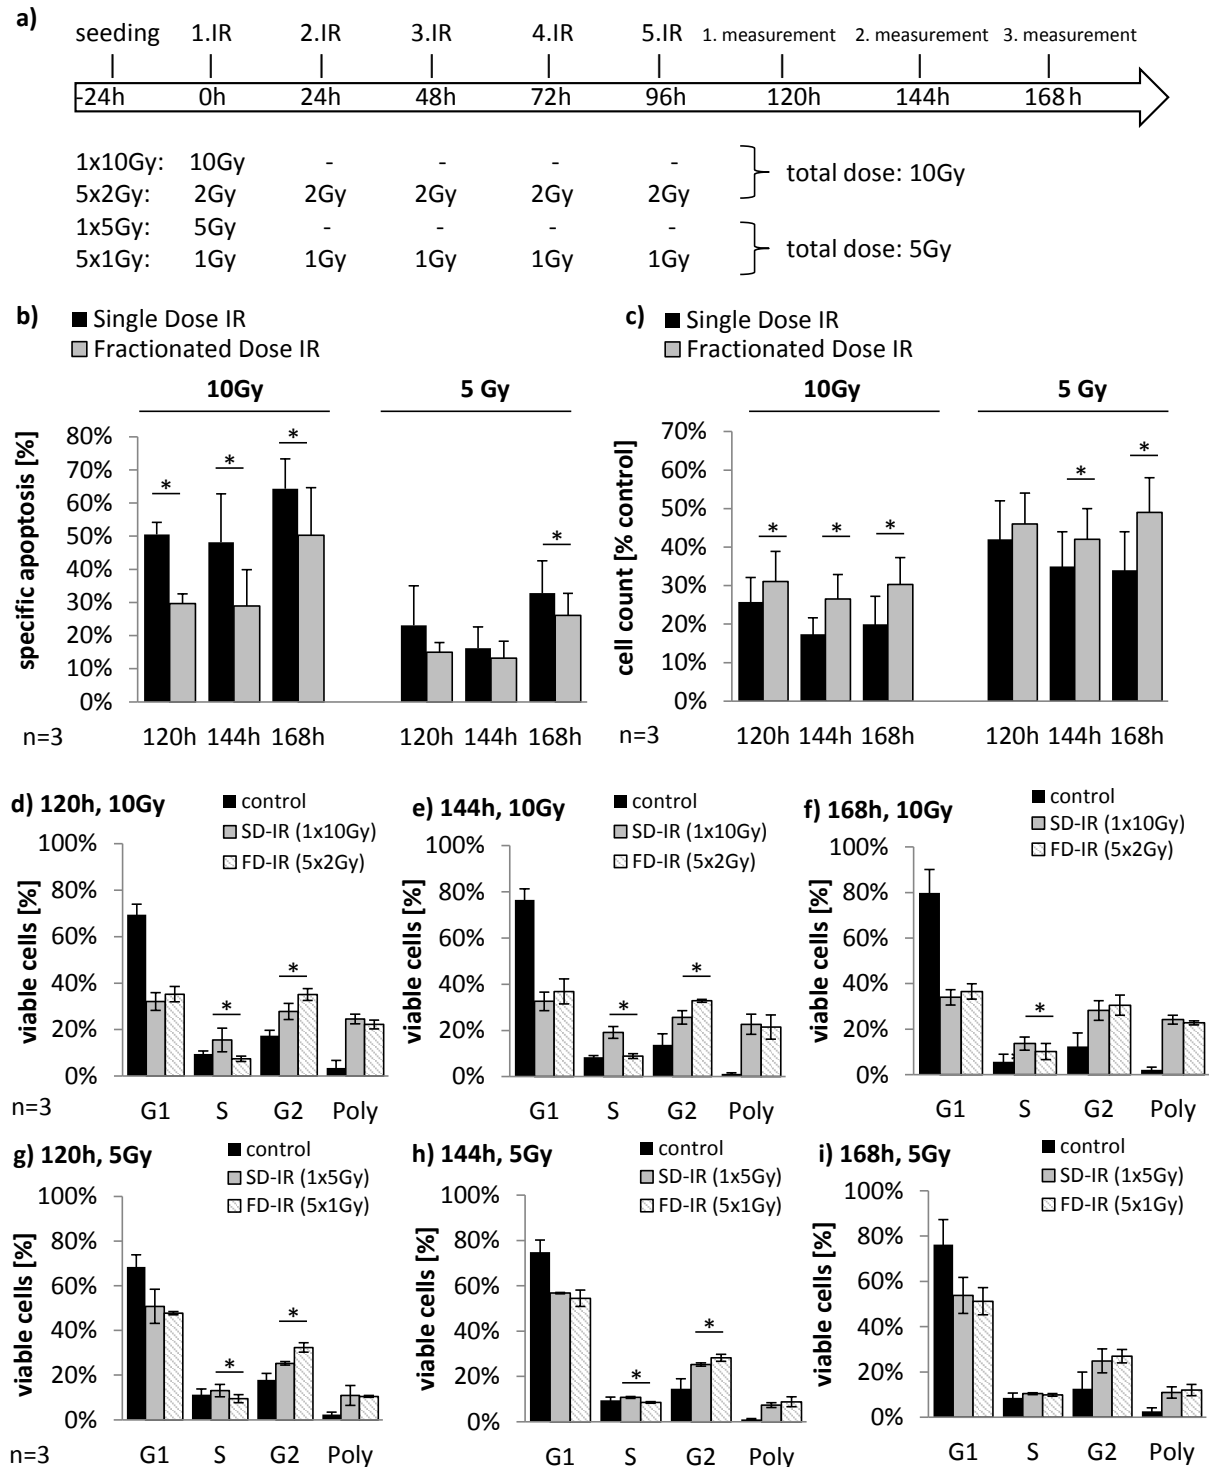 a)
seeding 1.IR 2.IR 3.IR 4.IR 5.IR 1. measurement 2. measurement 3. measurement
-24h 0h 24h 48h 72h 96h 120h 144h 168h
1x10Gy: 10Gy - - - -
5x2Gy: 2Gy 2Gy 2Gy 2Gy 2Gy
total dose: 10Gy
1x5Gy: 5Gy - - - -
5x1Gy: 1Gy 1Gy 1Gy 1Gy 1Gy
total dose: 5Gy
b)
Single Dose IR
Fractionated Dose IR
10Gy 5 Gy
specific apoptosis [%]
80%
70%
60%
50%
40%
30%
20%
10%
0%
* * * *
n=3 120h 144h 168h 120h 144h 168h
c)
Single Dose IR
Fractionated Dose IR
10Gy 5 Gy
cell count [% control]
70%
60%
50%
40%
30%
20%
10%
0%
* * * * *
n=3 120h 144h 168h 120h 144h 168h
d) 120h, 10Gy
control
SD-IR (1x10Gy)
FD-IR (5x2Gy)
viable cells [%]
100%
80%
60%
40%
20%
0%
* *
n=3 G1 S G2 Poly
e) 144h, 10Gy
control
SD-IR (1x10Gy)
FD-IR (5x2Gy)
viable cells [%]
100%
80%
60%
40%
20%
0%
* *
G1 S G2 Poly
f) 168h, 10Gy
control
SD-IR (1x10Gy)
FD-IR (5x2Gy)
viable cells [%]
100%
80%
60%
40%
20%
0%
*
G1 S G2 Poly
g) 120h, 5Gy
control
SD-IR (1x5Gy)
FD-IR (5x1Gy)
viable cells [%]
100%
80%
60%
40%
20%
0%
* *
n=3 G1 S G2 Poly
h) 144h, 5Gy
control
SD-IR (1x5Gy)
FD-IR (5x1Gy)
viable cells [%]
100%
80%
60%
40%
20%
0%
* *
G1 S G2 Poly
i) 168h, 5Gy
control
SD-IR (1x5Gy)
FD-IR (5x1Gy)
viable cells [%]
100%
80%
60%
40%
20%
0%
G1 S G2 Poly